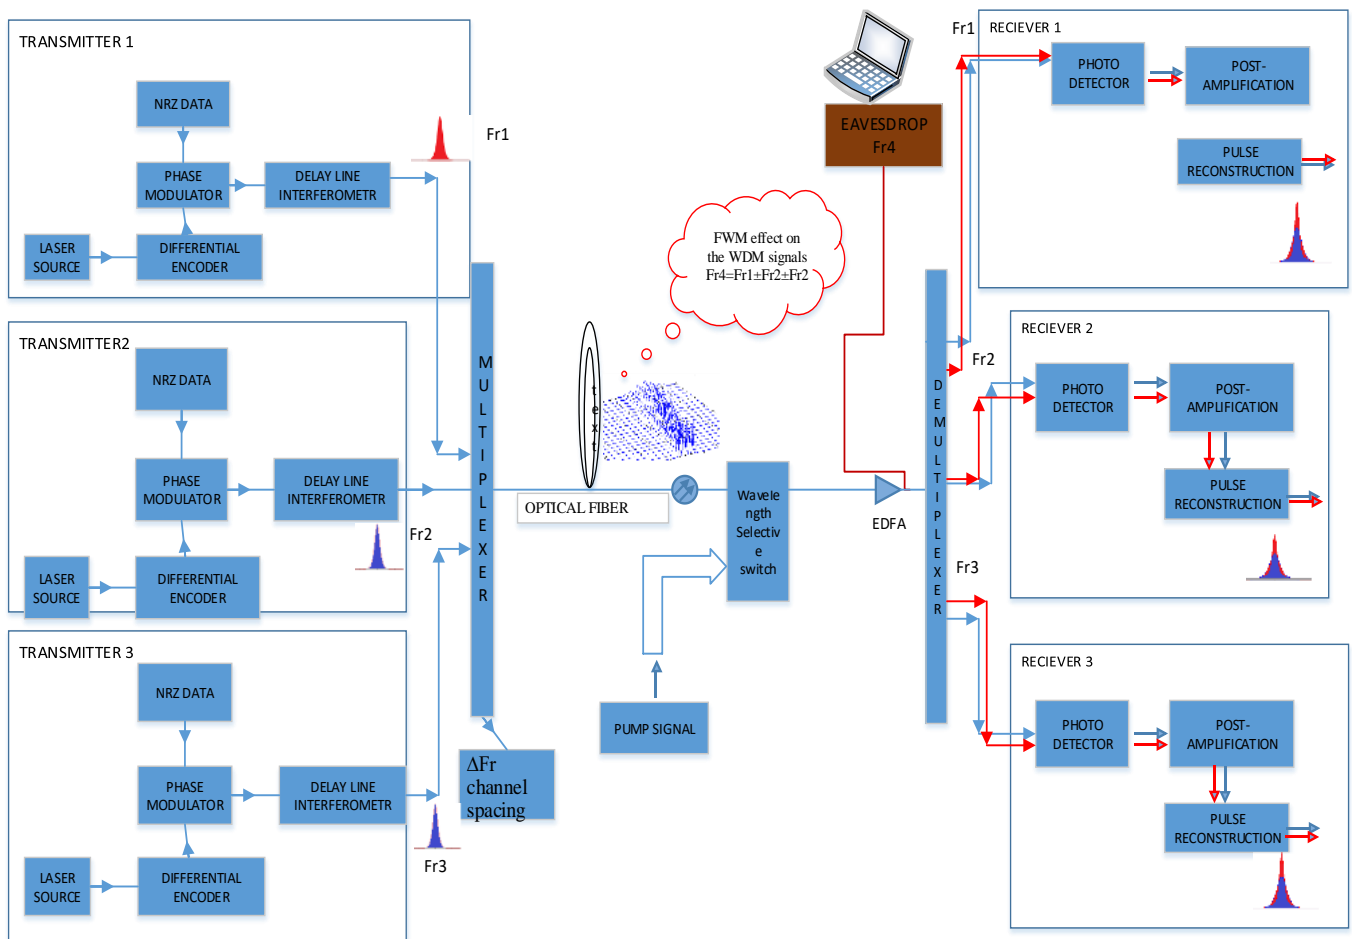 TRANSMITTER 1
NRZ DATA
PHASE
MODULATOR
DELAY LINE
INTERFEROMETR
LASER
SOURCE
DIFFERENTIAL
ENCODER
Fr1
TRANSMITTER2
NRZ DATA
PHASE
MODULATOR
DELAY LINE
INTERFEROMETR
LASER
SOURCE
DIFFERENTIAL
ENCODER
Fr2
TRANSMITTER 3
NRZ DATA
PHASE
MODULATOR
DELAY LINE
INTERFEROMETR
LASER
SOURCE
DIFFERENTIAL
ENCODER
Fr3
MULTIPLEXER
ΔFr
channel
spacing
text
OPTICAL FIBER
FWM effect on
the WDM signals
Fr4=Fr1±Fr2±Fr2
PUMP SIGNAL
Wavele
ngth
Selectiv
e
switch
EAVESDROP
Fr4
EDFA
DEMULTIPLEXER
Fr1
Fr2
Fr3
RECIEVER 1
PHOTO
DETECTOR
POST-
AMPLIFICATION
PULSE
RECONSTRUCTION
RECIEVER 2
PHOTO
DETECTOR
POST-
AMPLIFICATION
PULSE
RECONSTRUCTION
RECIEVER 3
PHOTO
DETECTOR
POST-
AMPLIFICATION
PULSE
RECONSTRUCTION